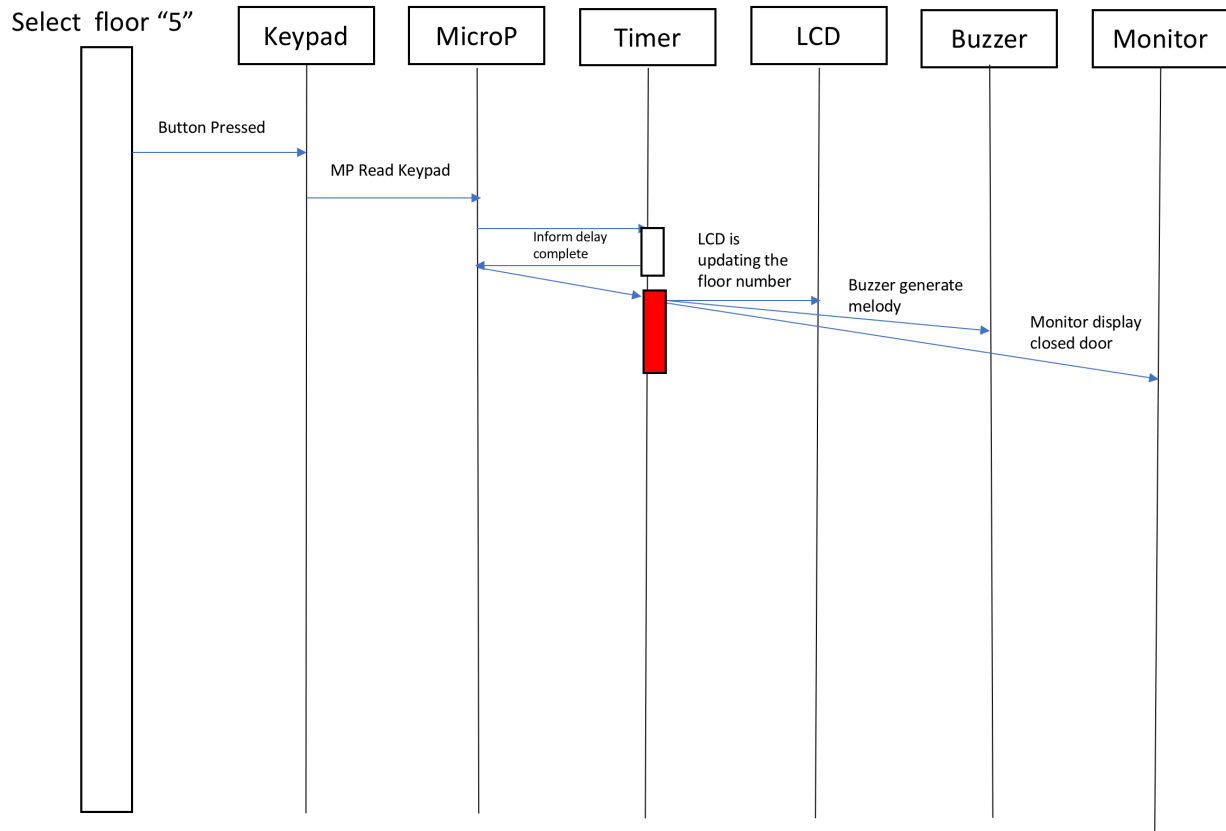 Select  floor “5”
Keypad
MicroP
Timer
LCD
Buzzer
Monitor
Button Pressed
MP Read Keypad
Inform delay
complete
LCD is
updating the
floor number
Buzzer generate
melody
Monitor display
closed door